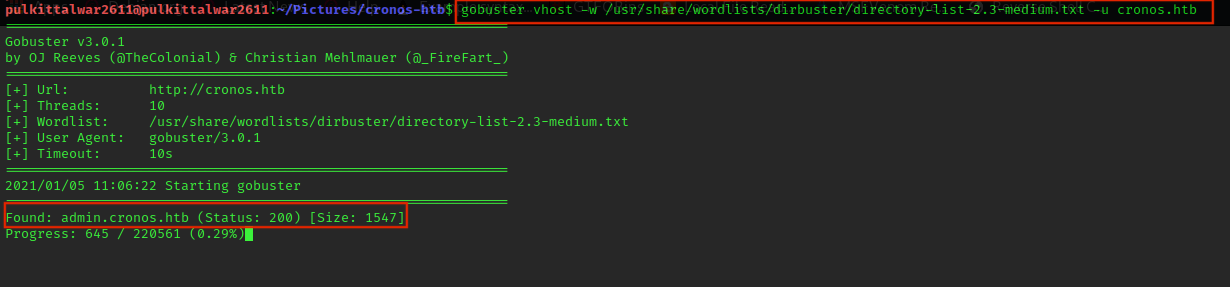 pulkittalwar2611@pulkittalwar2611:~/Pictures/cronos-htb$ gobuster vhost -w /usr/share/wordlists/dirbuster/directory-list-2.3-medium.txt -u cronos.htb
Gobuster v3.0.1
by OJ Reeves (@TheColonial) & Christian Mehlmauer (@_FireFart_)
[+] Url: http://cronos.htb
[+] Threads: 10
[+] Wordlist: /usr/share/wordlists/dirbuster/directory-list-2.3-medium.txt
[+] User Agent: gobuster/3.0.1
[+] Timeout: 10s
2021/01/05 11:06:22 Starting gobuster
Found: admin.cronos.htb (Status: 200) [Size: 1547]
Progress: 645 / 220561 (0.29%)